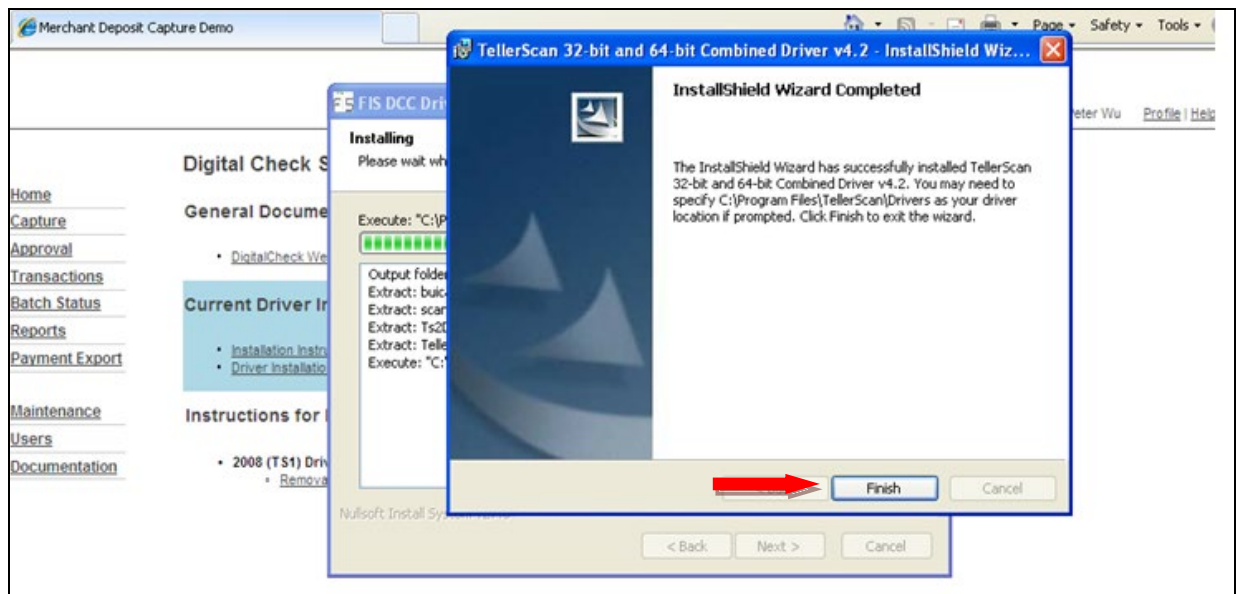 Merchant Deposit Capture Demo
Page Safety Tools
Peter Wu Profile | Help
Home
Capture
Approval
Transactions
Batch Status
Reports
Payment Export
Maintenance
Users
Documentation
Digital Check S
General Docume
DigitalCheck We
Current Driver In
Installation Instru
Driver Installatio
Instructions for
2008 (TS1) Driv
Remova
FIS DCC Dri
Installing
Please wait wh
Execute: "C:\P
Output folder
Extract: buic
Extract: scan
Extract: Ts2D
Extract: Telle
Execute: "C:
Nullsoft Install Sys
< Back Next > Cancel
TellerScan 32-bit and 64-bit Combined Driver v4.2 - InstallShield Wiz...
InstallShield Wizard Completed
The InstallShield Wizard has successfully installed TellerScan
32-bit and 64-bit Combined Driver v4.2. You may need to
specify C:\Program Files\TellerScan\Drivers as your driver
location if prompted. Click Finish to exit the wizard.
Finish Cancel